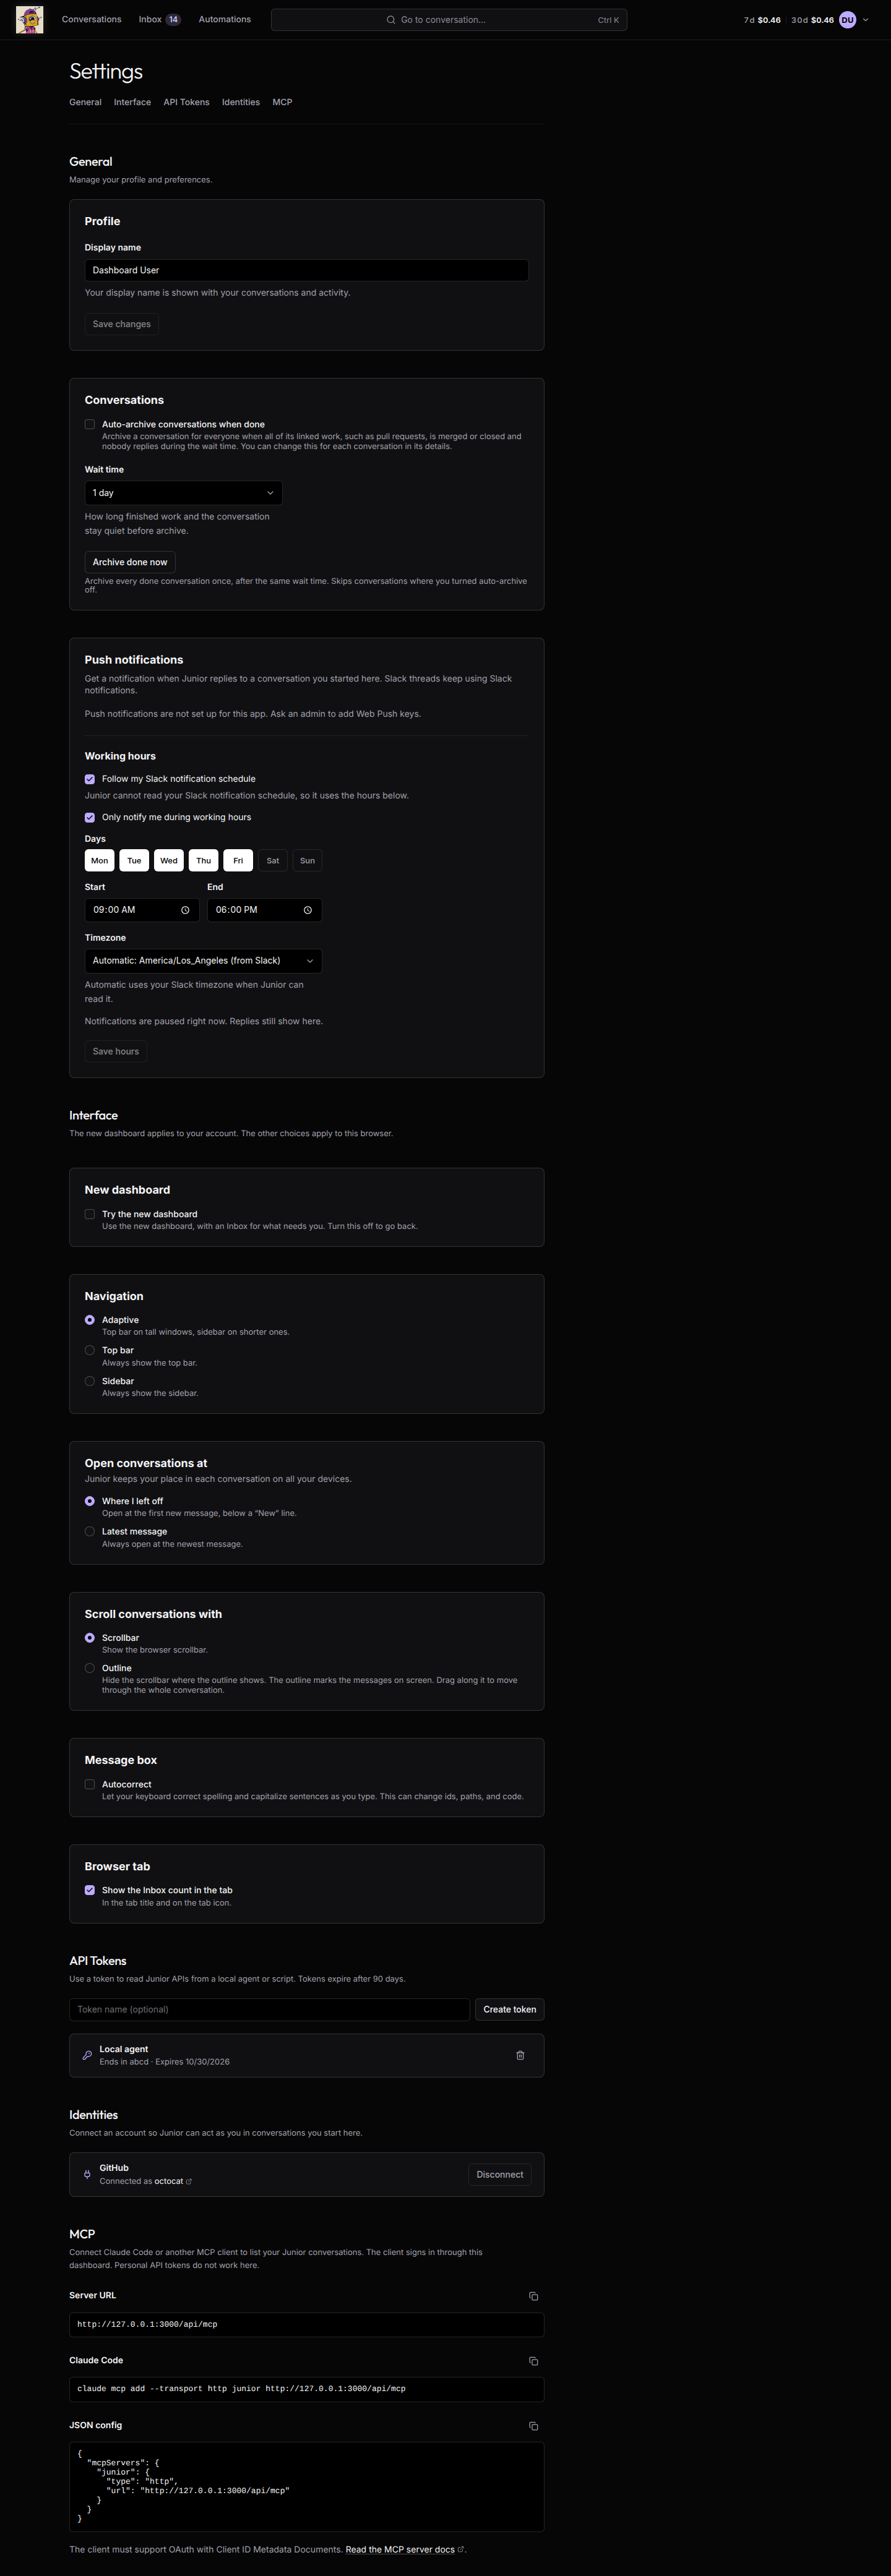 Conversations Inbox 14 Automations Go to conversation... Ctrl K 7d $0.46 30d $0.46 DU
Settings
General Interface API Tokens Identities MCP
General
Manage your profile and preferences.
Profile
Display name
Dashboard User
Your display name is shown with your conversations and activity.
Save changes
Conversations
Auto-archive conversations when done
Archive a conversation for everyone when all of its linked work, such as pull requests, is merged or closed and
nobody replies during the wait time. You can change this for each conversation in its details.
Wait time
1 day
How long finished work and the conversation
stay quiet before archive.
Archive done now
Archive every done conversation once, after the same wait time. Skips conversations where you turned auto-archive
off.
Push notifications
Get a notification when Junior replies to a conversation you started here. Slack threads keep using Slack
notifications.
Push notifications are not set up for this app. Ask an admin to add Web Push keys.
Working hours
Follow my Slack notification schedule
Junior cannot read your Slack notification schedule, so it uses the hours below.
Only notify me during working hours
Days
Mon Tue Wed Thu Fri Sat Sun
Start End
09:00 AM 06:00 PM
Timezone
Automatic: America/Los_Angeles (from Slack)
Automatic uses your Slack timezone when Junior can
read it.
Notifications are paused right now. Replies still show here.
Save hours
Interface
The new dashboard applies to your account. The other choices apply to this browser.
New dashboard
Try the new dashboard
Use the new dashboard, with an Inbox for what needs you. Turn this off to go back.
Navigation
Adaptive
Top bar on tall windows, sidebar on shorter ones.
Top bar
Always show the top bar.
Sidebar
Always show the sidebar.
Open conversations at
Junior keeps your place in each conversation on all your devices.
Where I left off
Open at the first new message, below a “New” line.
Latest message
Always open at the newest message.
Scroll conversations with
Scrollbar
Show the browser scrollbar.
Outline
Hide the scrollbar where the outline shows. The outline marks the messages on screen. Drag along it to move
through the whole conversation.
Message box
Autocorrect
Let your keyboard correct spelling and capitalize sentences as you type. This can change ids, paths, and code.
Browser tab
Show the Inbox count in the tab
In the tab title and on the tab icon.
API Tokens
Use a token to read Junior APIs from a local agent or script. Tokens expire after 90 days.
Token name (optional) Create token
Local agent
Ends in abcd · Expires 10/30/2026
Identities
Connect an account so Junior can act as you in conversations you start here.
GitHub
Connected as octocat Disconnect
MCP
Connect Claude Code or another MCP client to list your Junior conversations. The client signs in through this
dashboard. Personal API tokens do not work here.
Server URL
http://127.0.0.1:3000/api/mcp
Claude Code
claude mcp add --transport http junior http://127.0.0.1:3000/api/mcp
JSON config
{
"mcpServers": {
"junior": {
"type": "http",
"url": "http://127.0.0.1:3000/api/mcp"
}
}
}
The client must support OAuth with Client ID Metadata Documents. Read the MCP server docs.